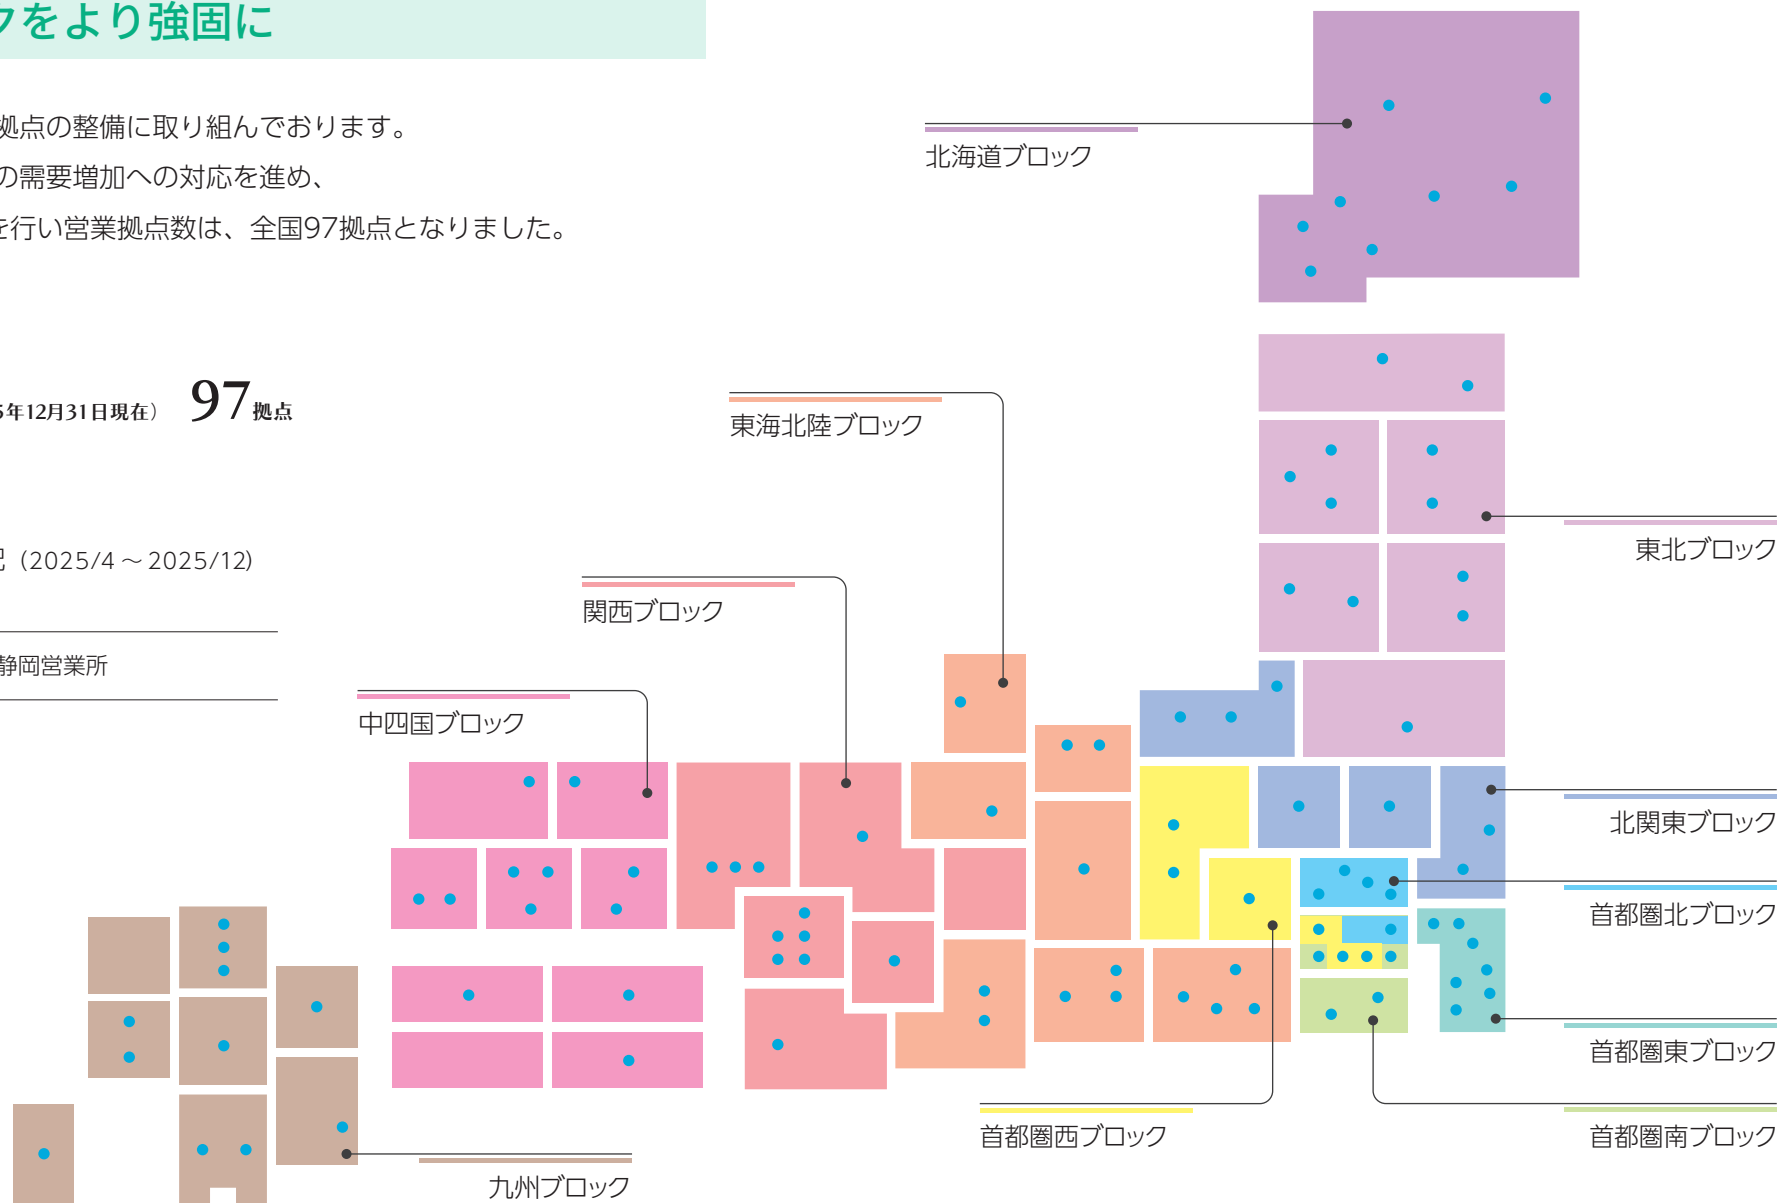 クをより強固に
拠点の整備に取り組んでおります。
の需要増加への対応を進め、
を行い営業拠点数は、全国97拠点となりました。
年12月31日現在） 97拠点
（2025/4 ～ 2025/12）
静岡営業所
北海道ブロック
東海北陸ブロック
東北ブロック
関西ブロック
中四国ブロック
北関東ブロック
首都圏北ブロック
首都圏東ブロック
首都圏西ブロック
首都圏南ブロック
九州ブロック